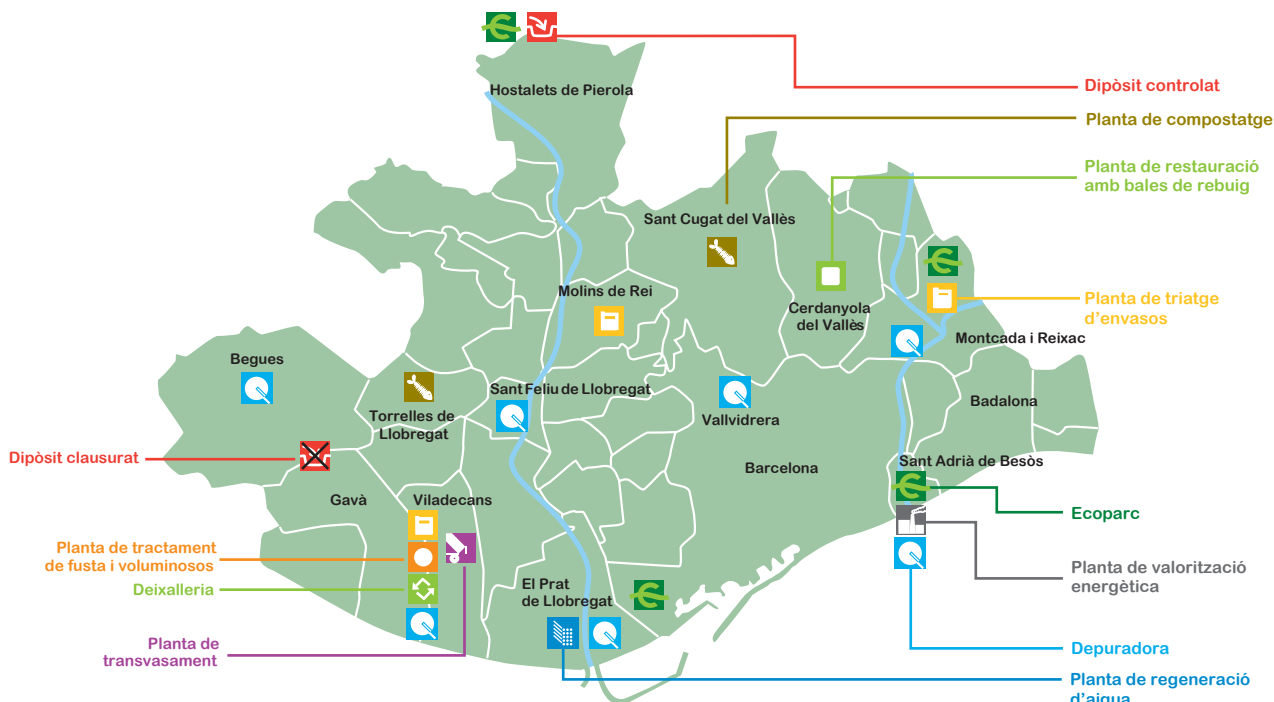 Hostalets de Pierola
Dipòsit controlat
Planta de compostatge
Planta de restauració
amb bales de rebuig
Sant Cugat del Vallès
Molins de Rei
Cerdanyola
del Vallès
Planta de triatge
d'envasos
Montcada i Reixac
Begues
Sant Feliu de Llobregat
Torrelles de
Llobregat
Vallvidrera
Badalona
Dipòsit clausurat
Barcelona
Sant Adrià de Besòs
Gavà
Viladecans
Ecoparc
Planta de tractament
de fusta i voluminosos
Deixalleria
El Prat
de Llobregat
Planta de valorització
energètica
Planta de
transvasament
Depuradora
Planta de regeneració
d'aigua